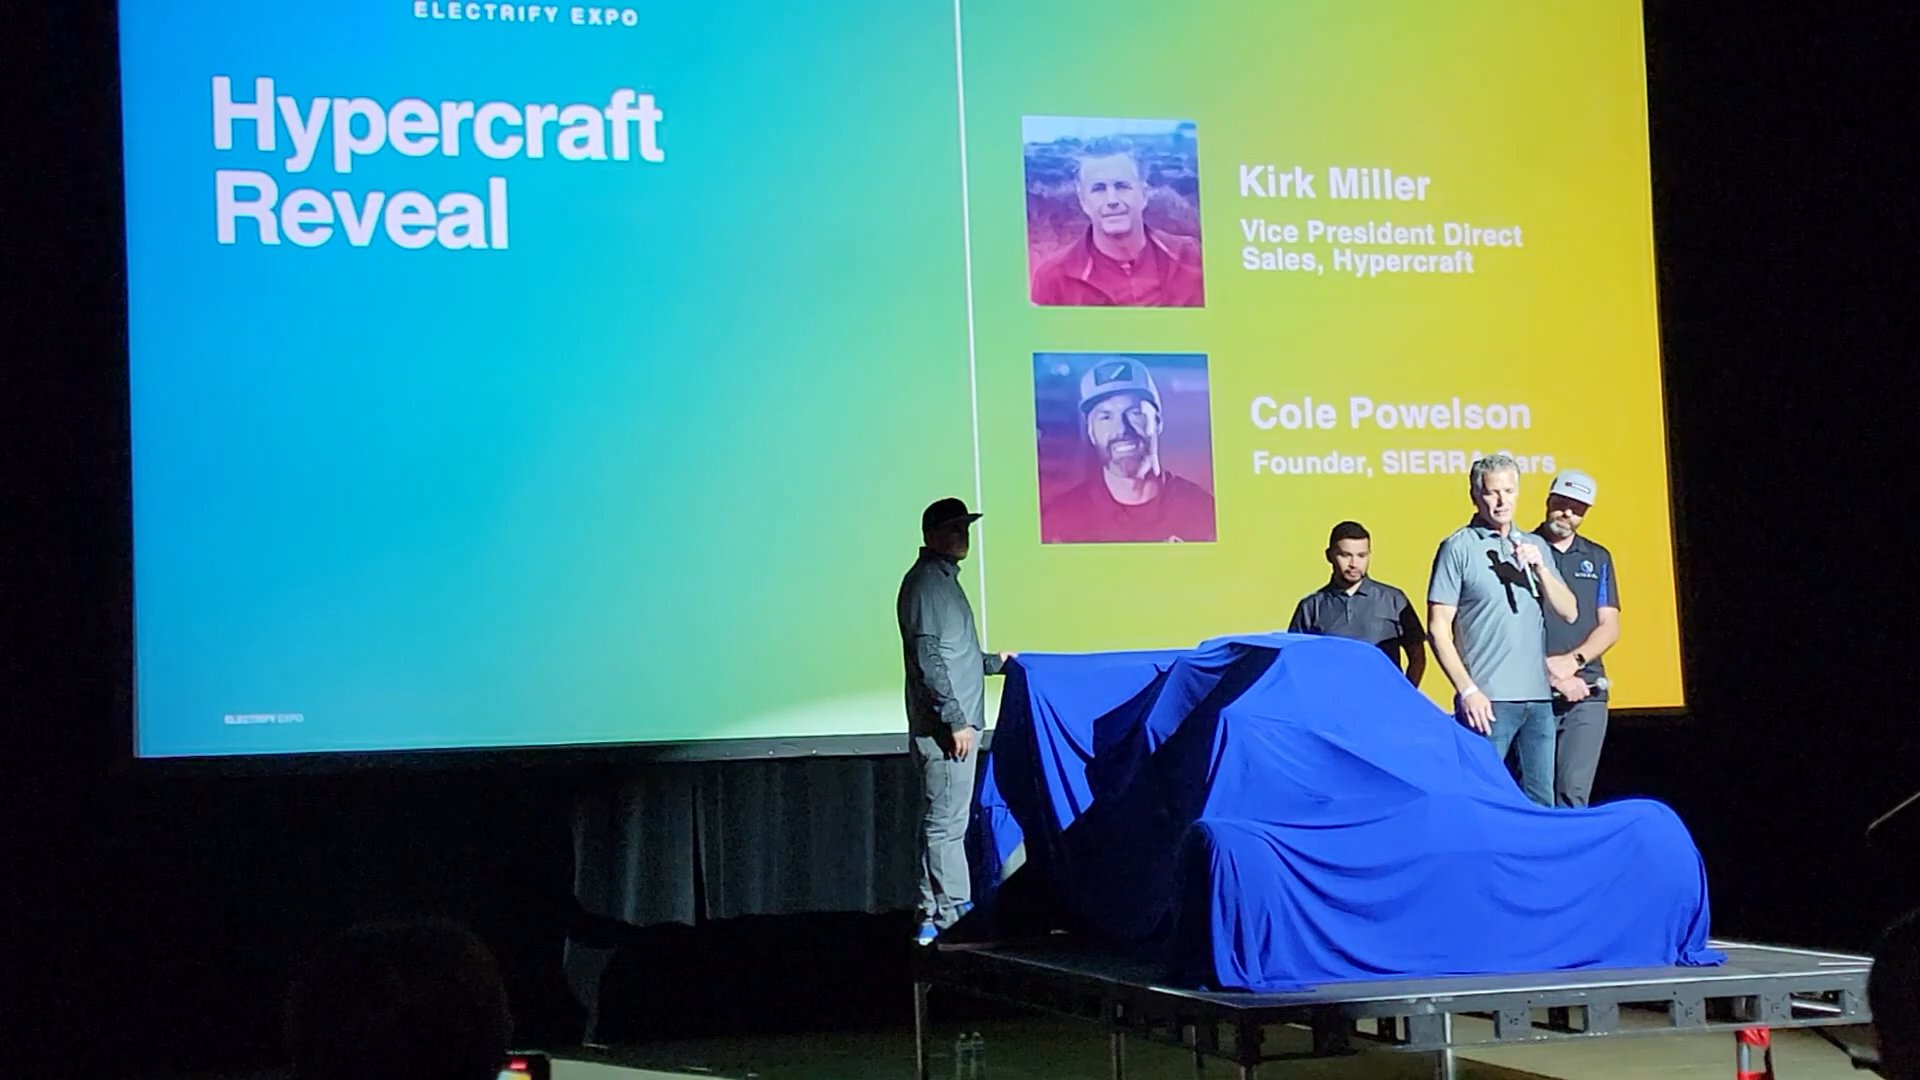 ELECTRIFY EXPO
Hypercraft
Reveal
Kirk Miller
Vice President Direct
Sales, Hypercraft
Cole Powelson
Founder, SIERRA Cars
ELECTRIFY EXPO